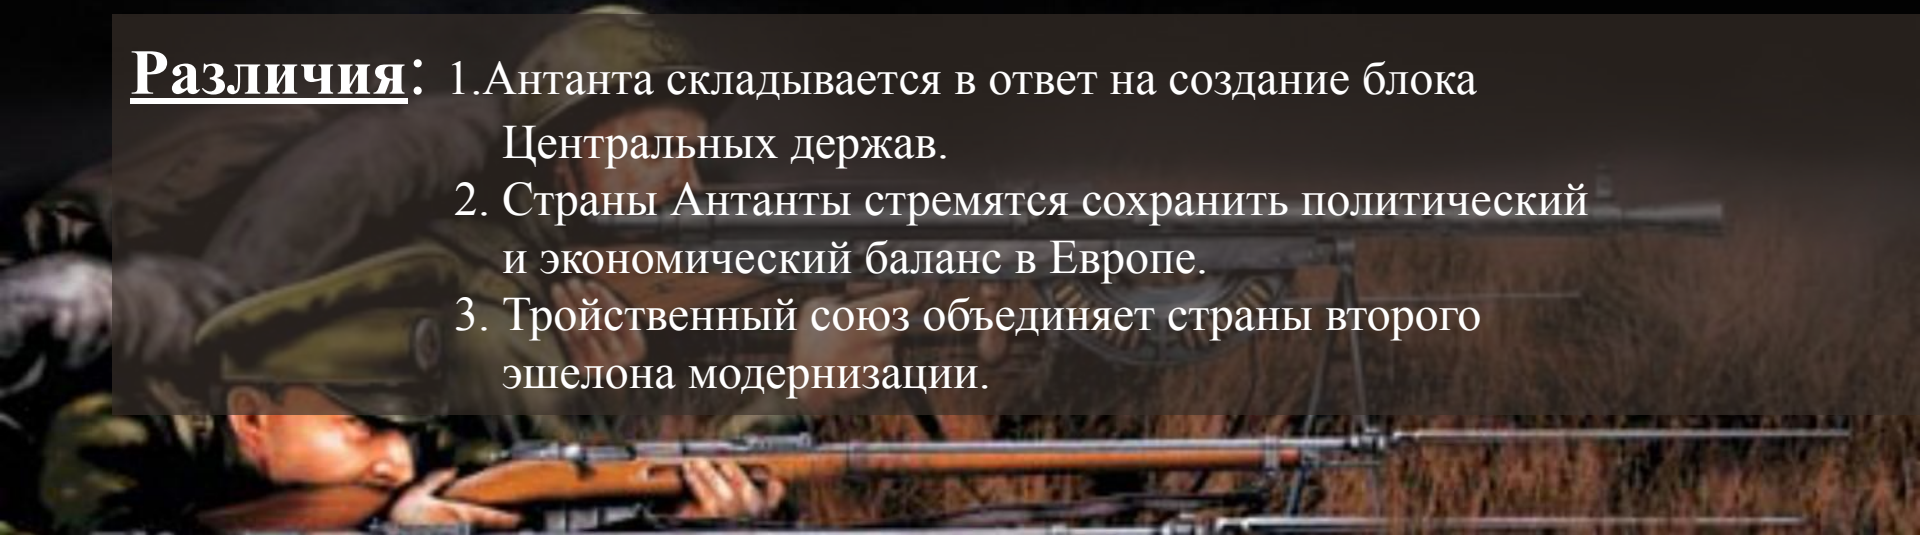 Различия: 1.Антанта складывается в ответ на создание блока
Центральных держав.
2. Страны Антанты стремятся сохранить политический
и экономический баланс в Европе.
3. Тройственный союз объединяет страны второго
эшелона модернизации.